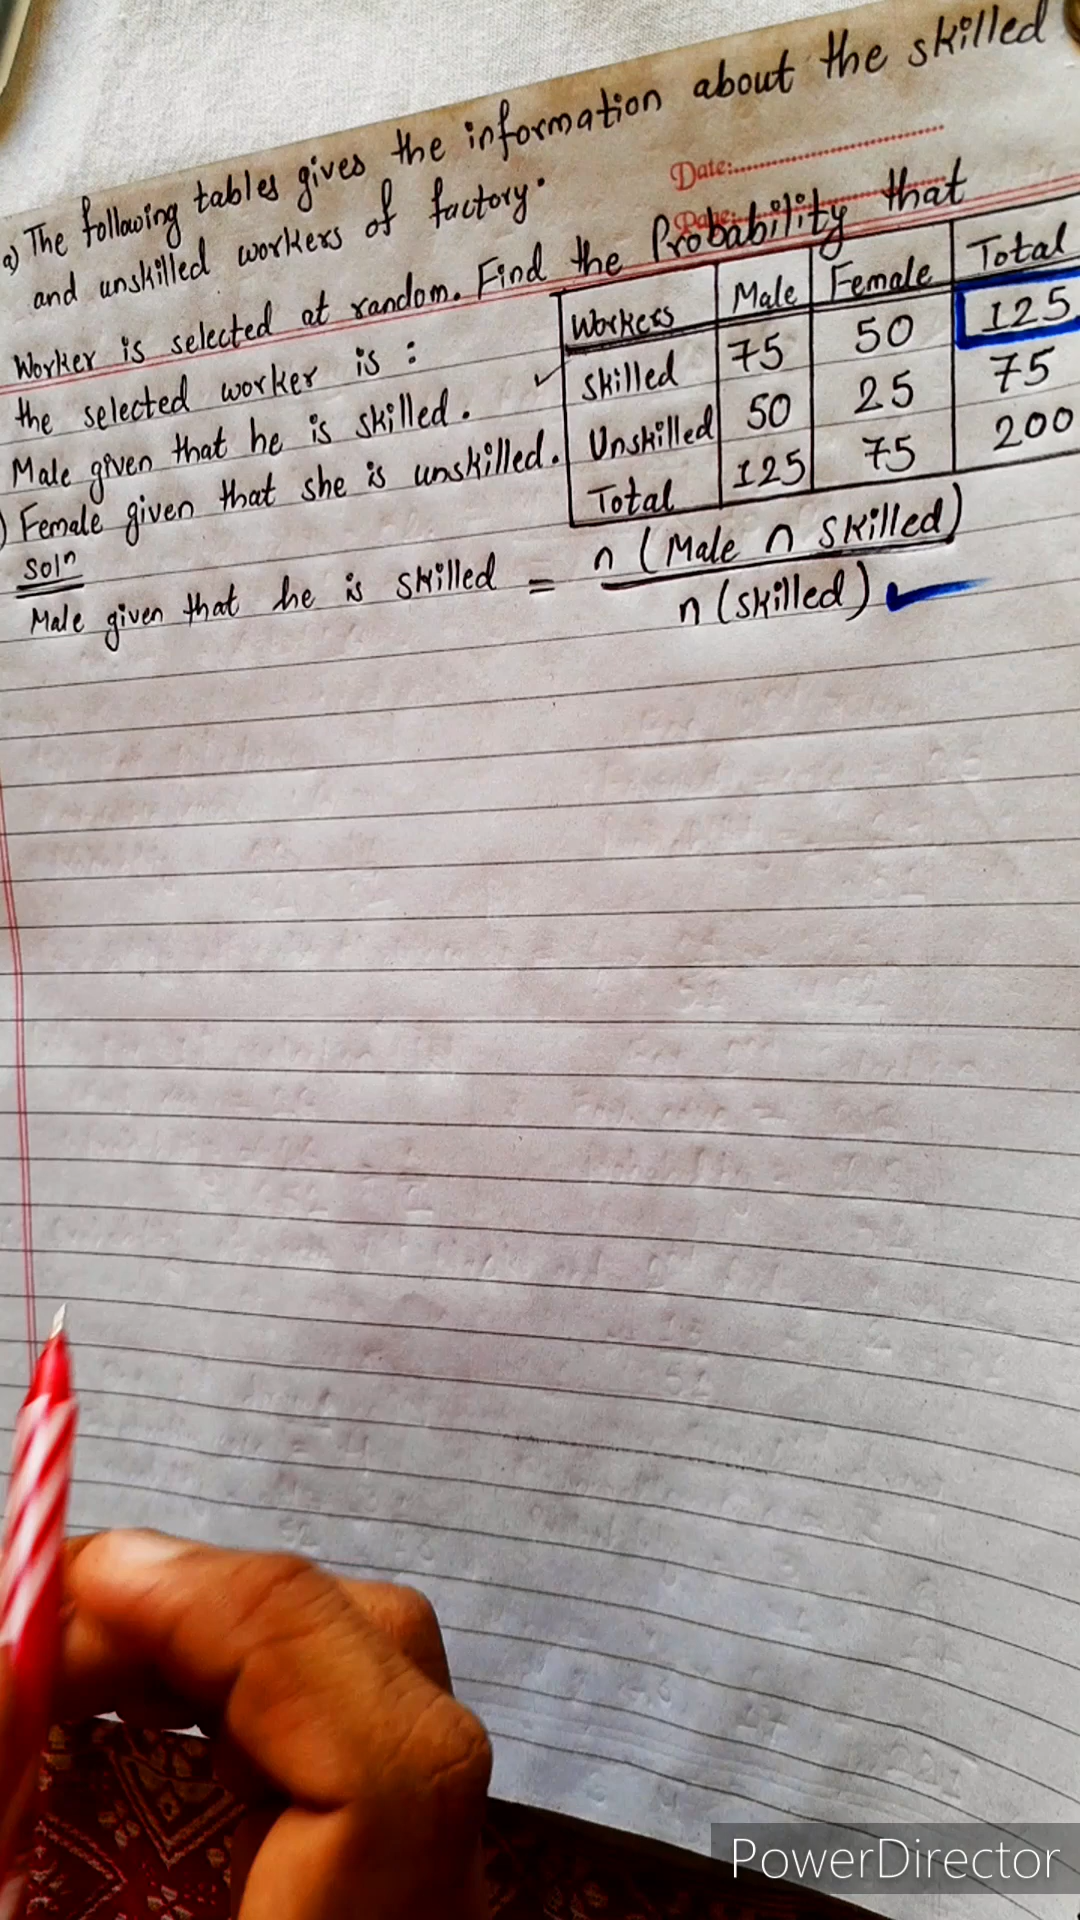 a) The following tables gives the information about the skilled
and unskilled workers of factory.
Date:
Worker is selected at random. Find the Probability that
the selected worker is :
Male given that he is skilled.
) Female given that she is unskilled.
Workers Male Female Total
skilled 75 50 125
Unskilled 50 25 75
Total 125 75 200
Solⁿ
Male given that he is skilled = n (Male ∩ Skilled)
n (skilled)
PowerDirector